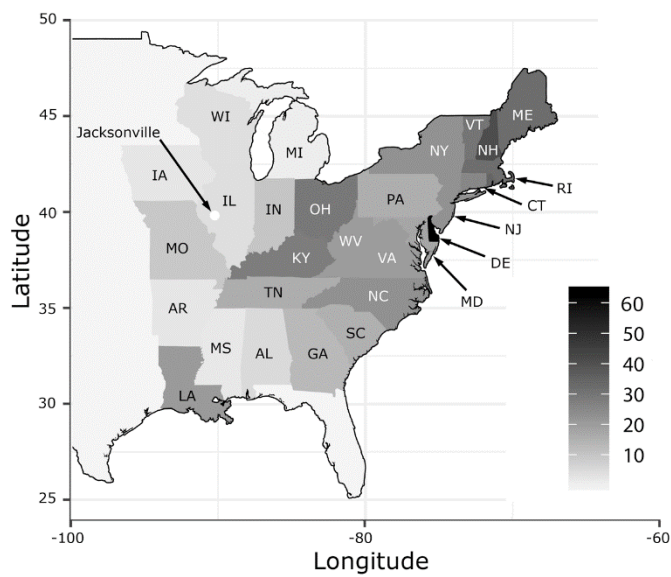 50
45
40
35
30
25
Latitude
-100
-80
-60
Longitude
Jacksonville
WI
MI
IA
IL
IN
OH
PA
NY
VT
NH
ME
MO
KY
WV
VA
TN
NC
AR
MS
AL
GA
SC
LA
RI
CT
NJ
DE
MD
60
50
40
30
20
10